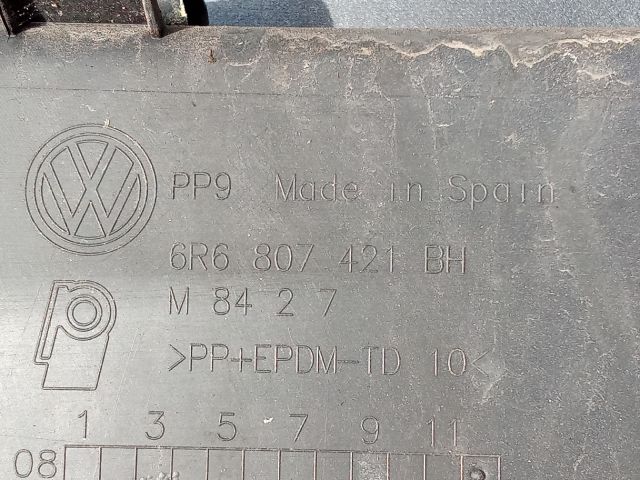 PP9 Made in Spain
6R6 807 421 BH
M 84 2 7
>PP+EPDM-TD 10<
1 3 5 7 9 11
08